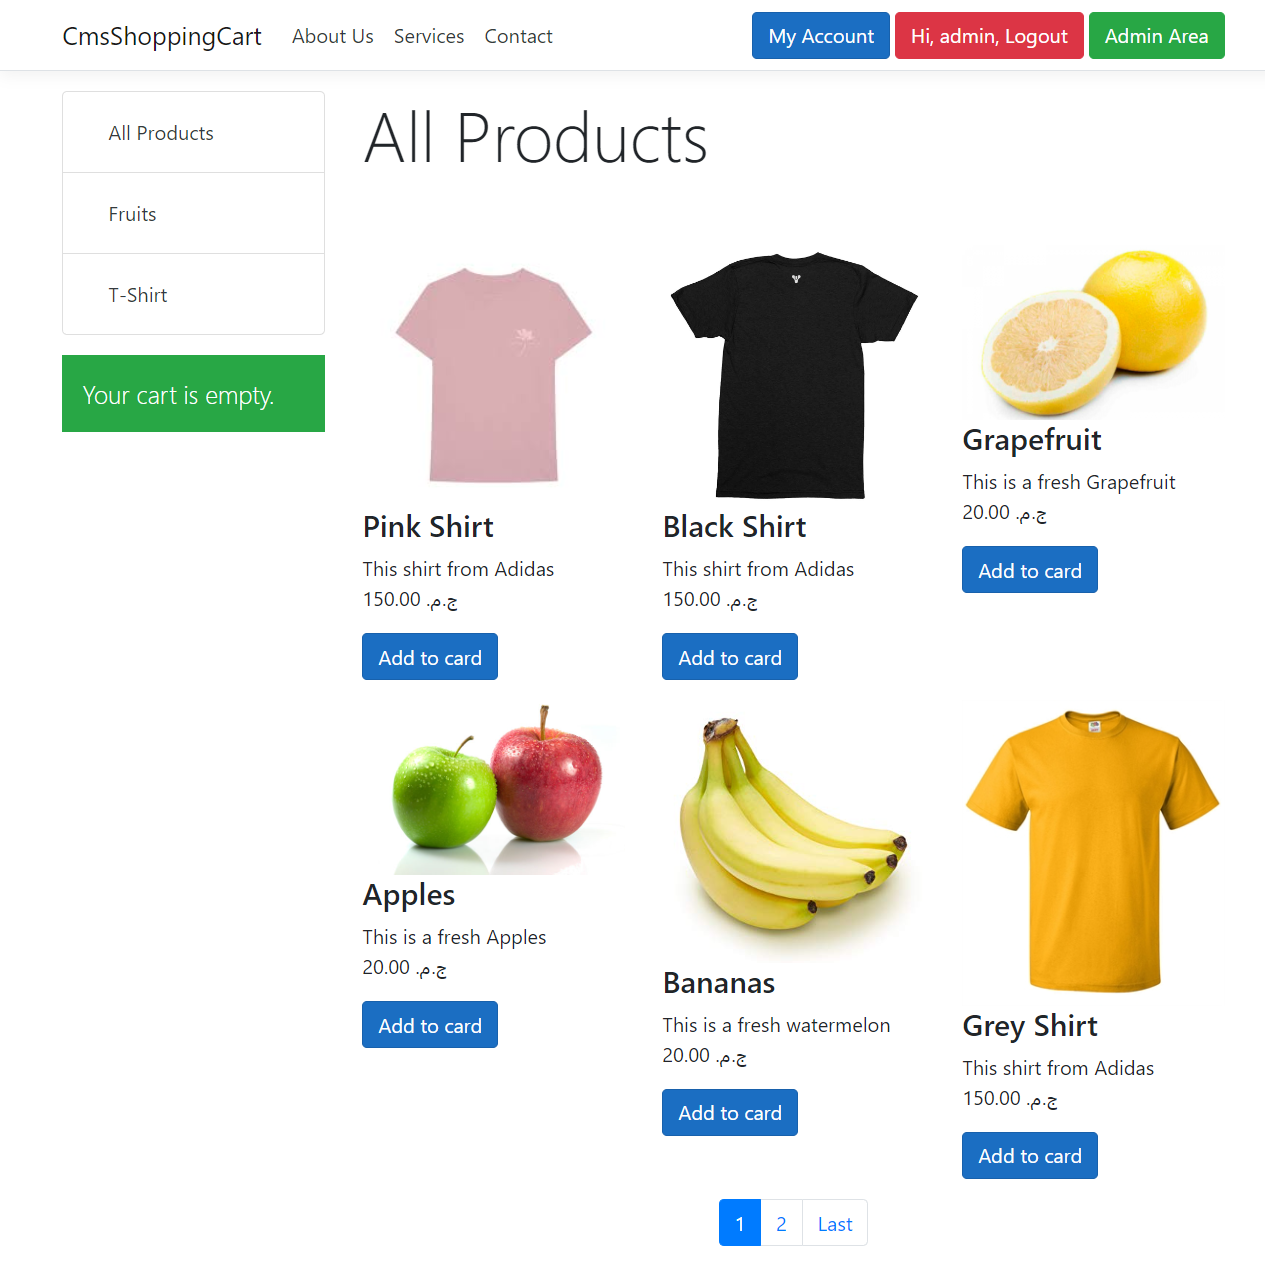 CmsShoppingCart About Us Services Contact My Account Hi, admin, Logout Admin Area
All Products
Fruits
T-Shirt
Your cart is empty.
All Products
Pink Shirt
This shirt from Adidas
150.00 ج.م.
Add to card
Black Shirt
This shirt from Adidas
150.00 ج.م.
Add to card
Grapefruit
This is a fresh Grapefruit
20.00 ج.م.
Add to card
Apples
This is a fresh Apples
20.00 ج.م.
Add to card
Bananas
This is a fresh watermelon
20.00 ج.م.
Add to card
Grey Shirt
This shirt from Adidas
150.00 ج.م.
Add to card
1 2 Last